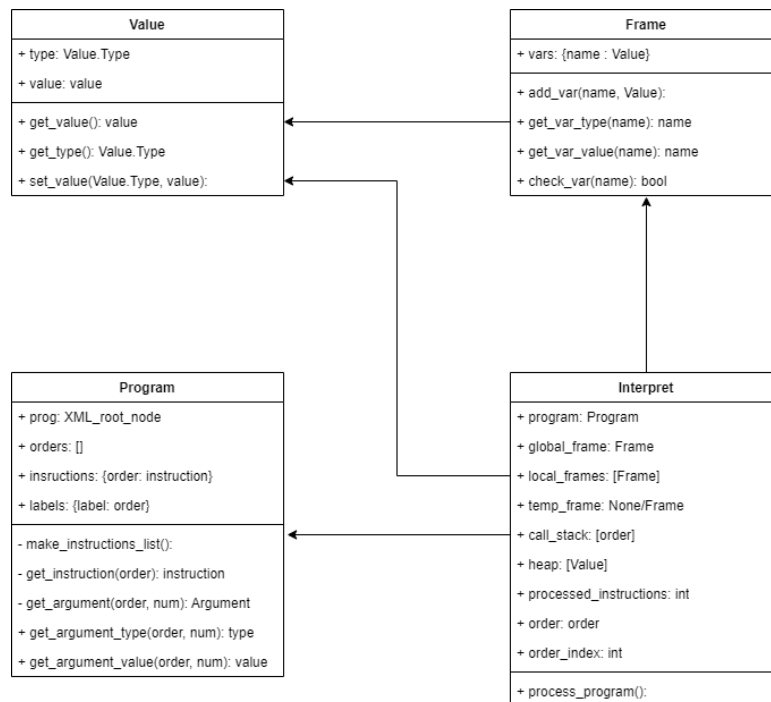 Value
+ type: Value.Type
+ value: value
+ get_value(): value
+ get_type(): Value.Type
+ set_value(Value.Type, value):
Frame
+ vars: {name : Value}
+ add_var(name, Value):
+ get_var_type(name): name
+ get_var_value(name): name
+ check_var(name): bool
Program
+ prog: XML_root_node
+ orders: []
+ insructions: {order: instruction}
+ labels: {label: order}
- make_instructions_list():
- get_instruction(order): instruction
- get_argument(order, num): Argument
+ get_argument_type(order, num): type
+ get_argument_value(order, num): value
Interpret
+ program: Program
+ global_frame: Frame
+ local_frames: [Frame]
+ temp_frame: None/Frame
+ call_stack: [order]
+ heap: [Value]
+ processed_instructions: int
+ order: order
+ order_index: int
+ process_program():